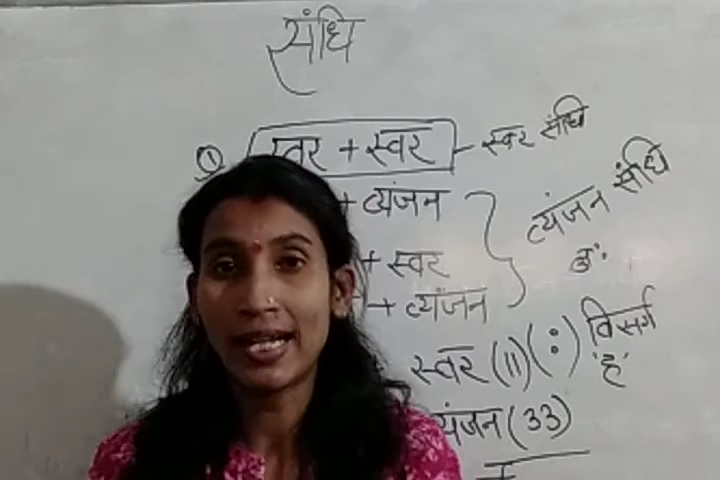 संधि
① स्वर + स्वर - स्वर संधि
+ व्यंजन
व्यंजन संधि
+ स्वर
+ व्यंजन
स्वर (11) (:) विसर्ग
'ह'
व्यंजन (33)